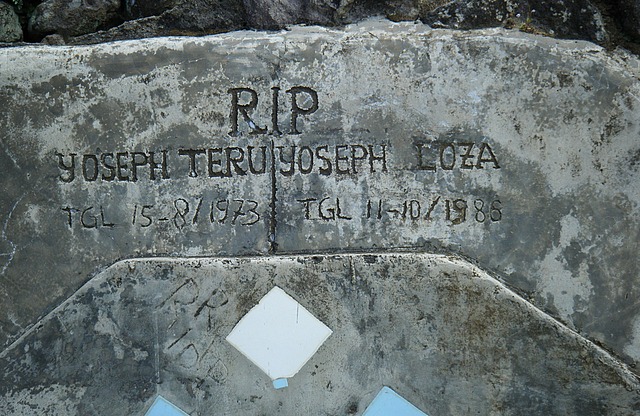 RIP
YOSEPH TERU YOSEPH LOZA
TGL 15-8/1973 TGL 11-10/1986